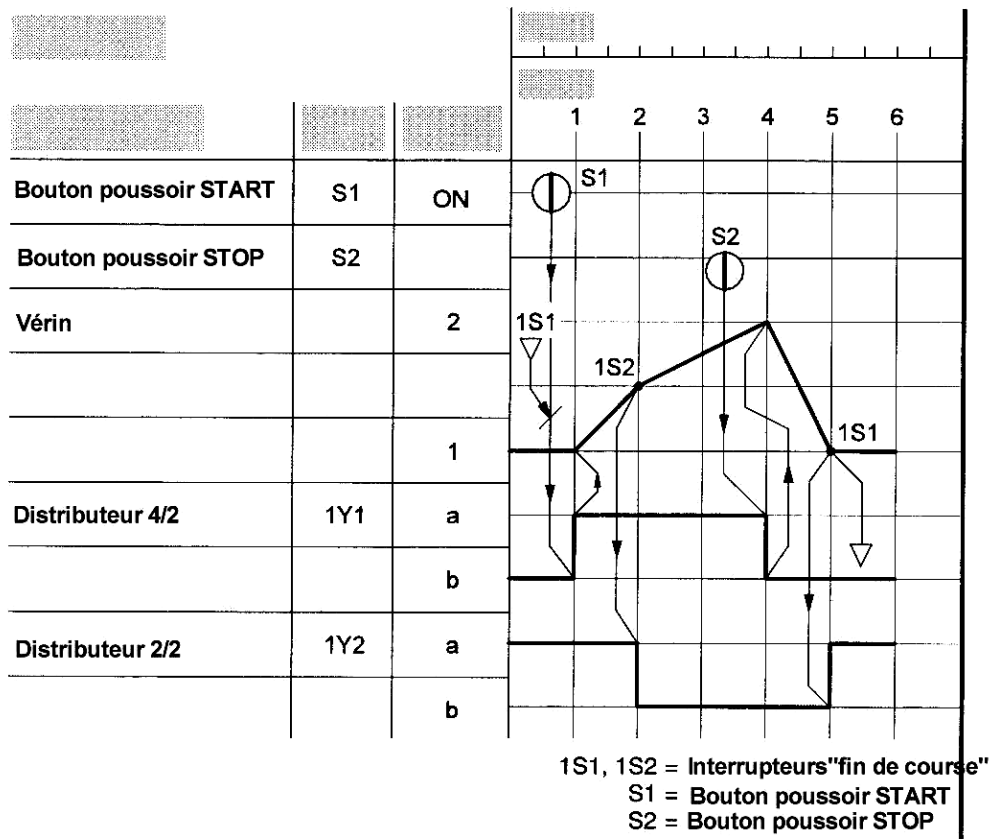 1 2 3 4 5 6
Bouton poussoir START S1 ON S1
Bouton poussoir STOP S2 S2
Vérin 2 1S1
1S2
1 1S1
Distributeur 4/2 1Y1 a
b
Distributeur 2/2 1Y2 a
b
1S1, 1S2 = Interrupteurs"fin de course"
S1 = Bouton poussoir START
S2 = Bouton poussoir STOP